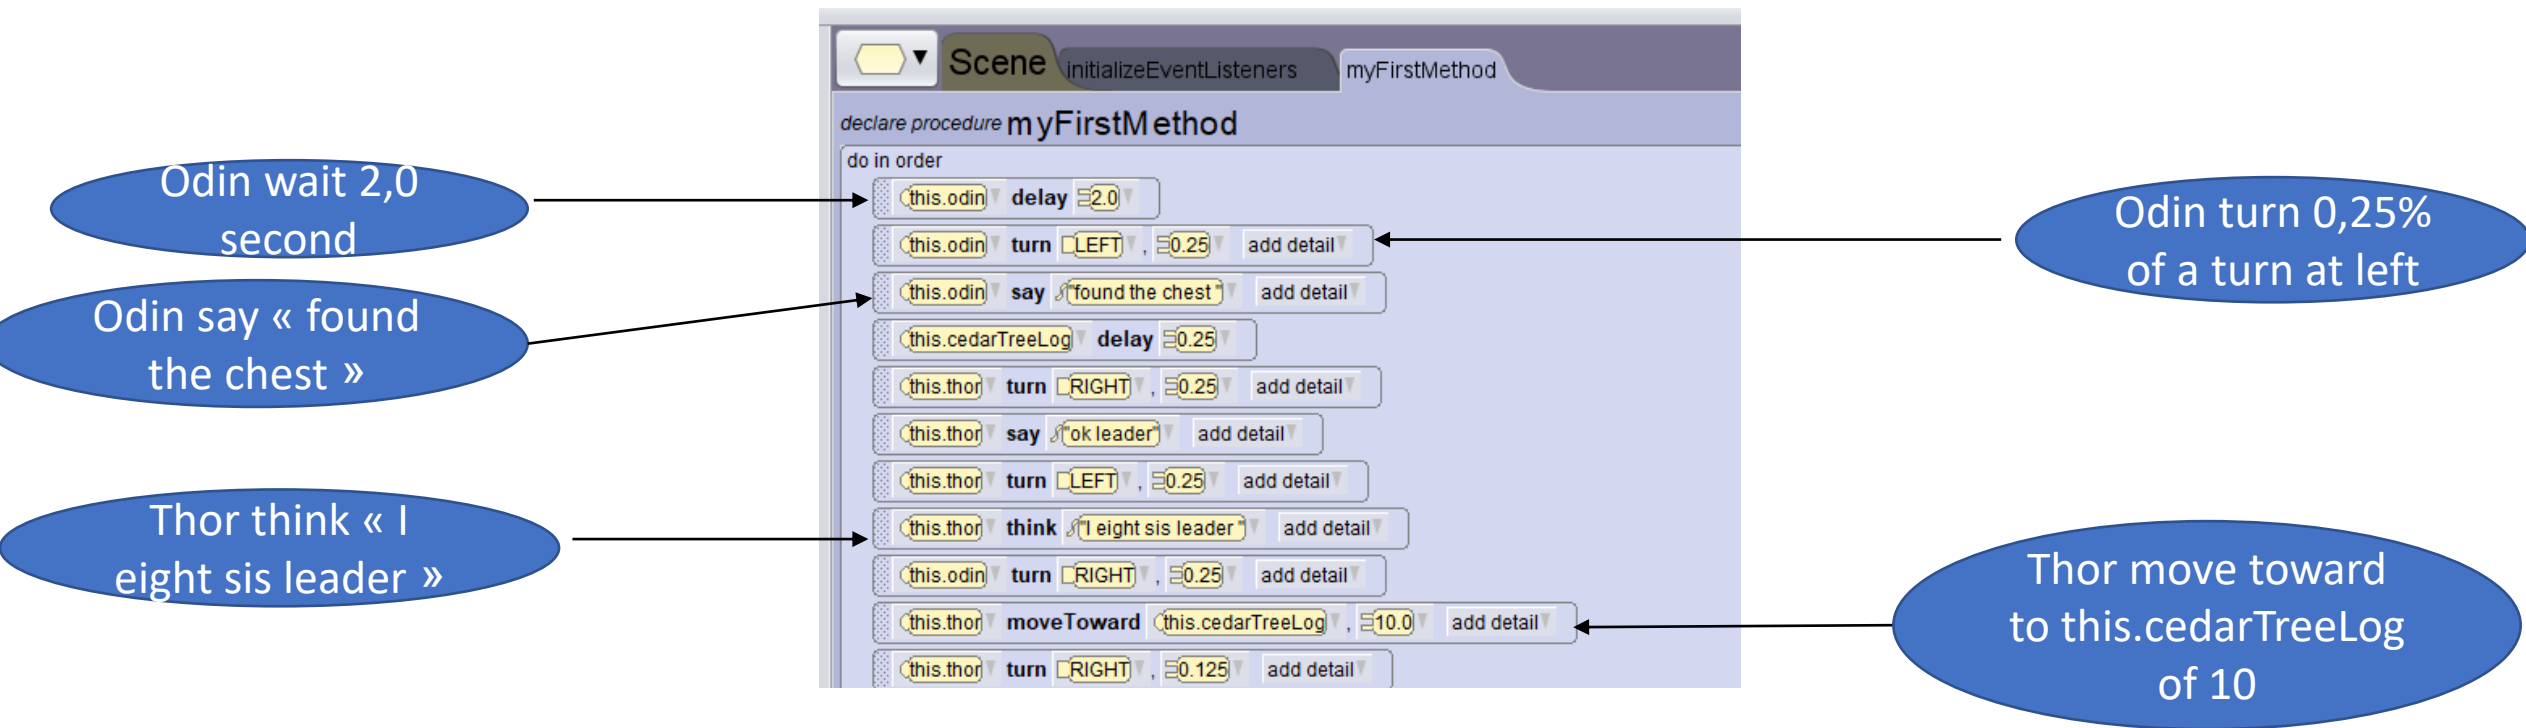 Scene initializeEventListeners myFirstMethod
declare procedure myFirstMethod
do in order
this.odin delay 2.0
this.odin turn LEFT , 0.25 add detail
this.odin say "found the chest " add detail
this.cedarTreeLog delay 0.25
this.thor turn RIGHT , 0.25 add detail
this.thor say "ok leader" add detail
this.thor turn LEFT , 0.25 add detail
this.thor think "I eight sis leader " add detail
this.odin turn RIGHT , 0.25 add detail
this.thor moveToward this.cedarTreeLog , 10.0 add detail
this.thor turn RIGHT , 0.125 add detail
Odin wait 2,0
second
Odin say « found
the chest »
Thor think « I
eight sis leader »
Odin turn 0,25%
of a turn at left
Thor move toward
to this.cedarTreeLog
of 10